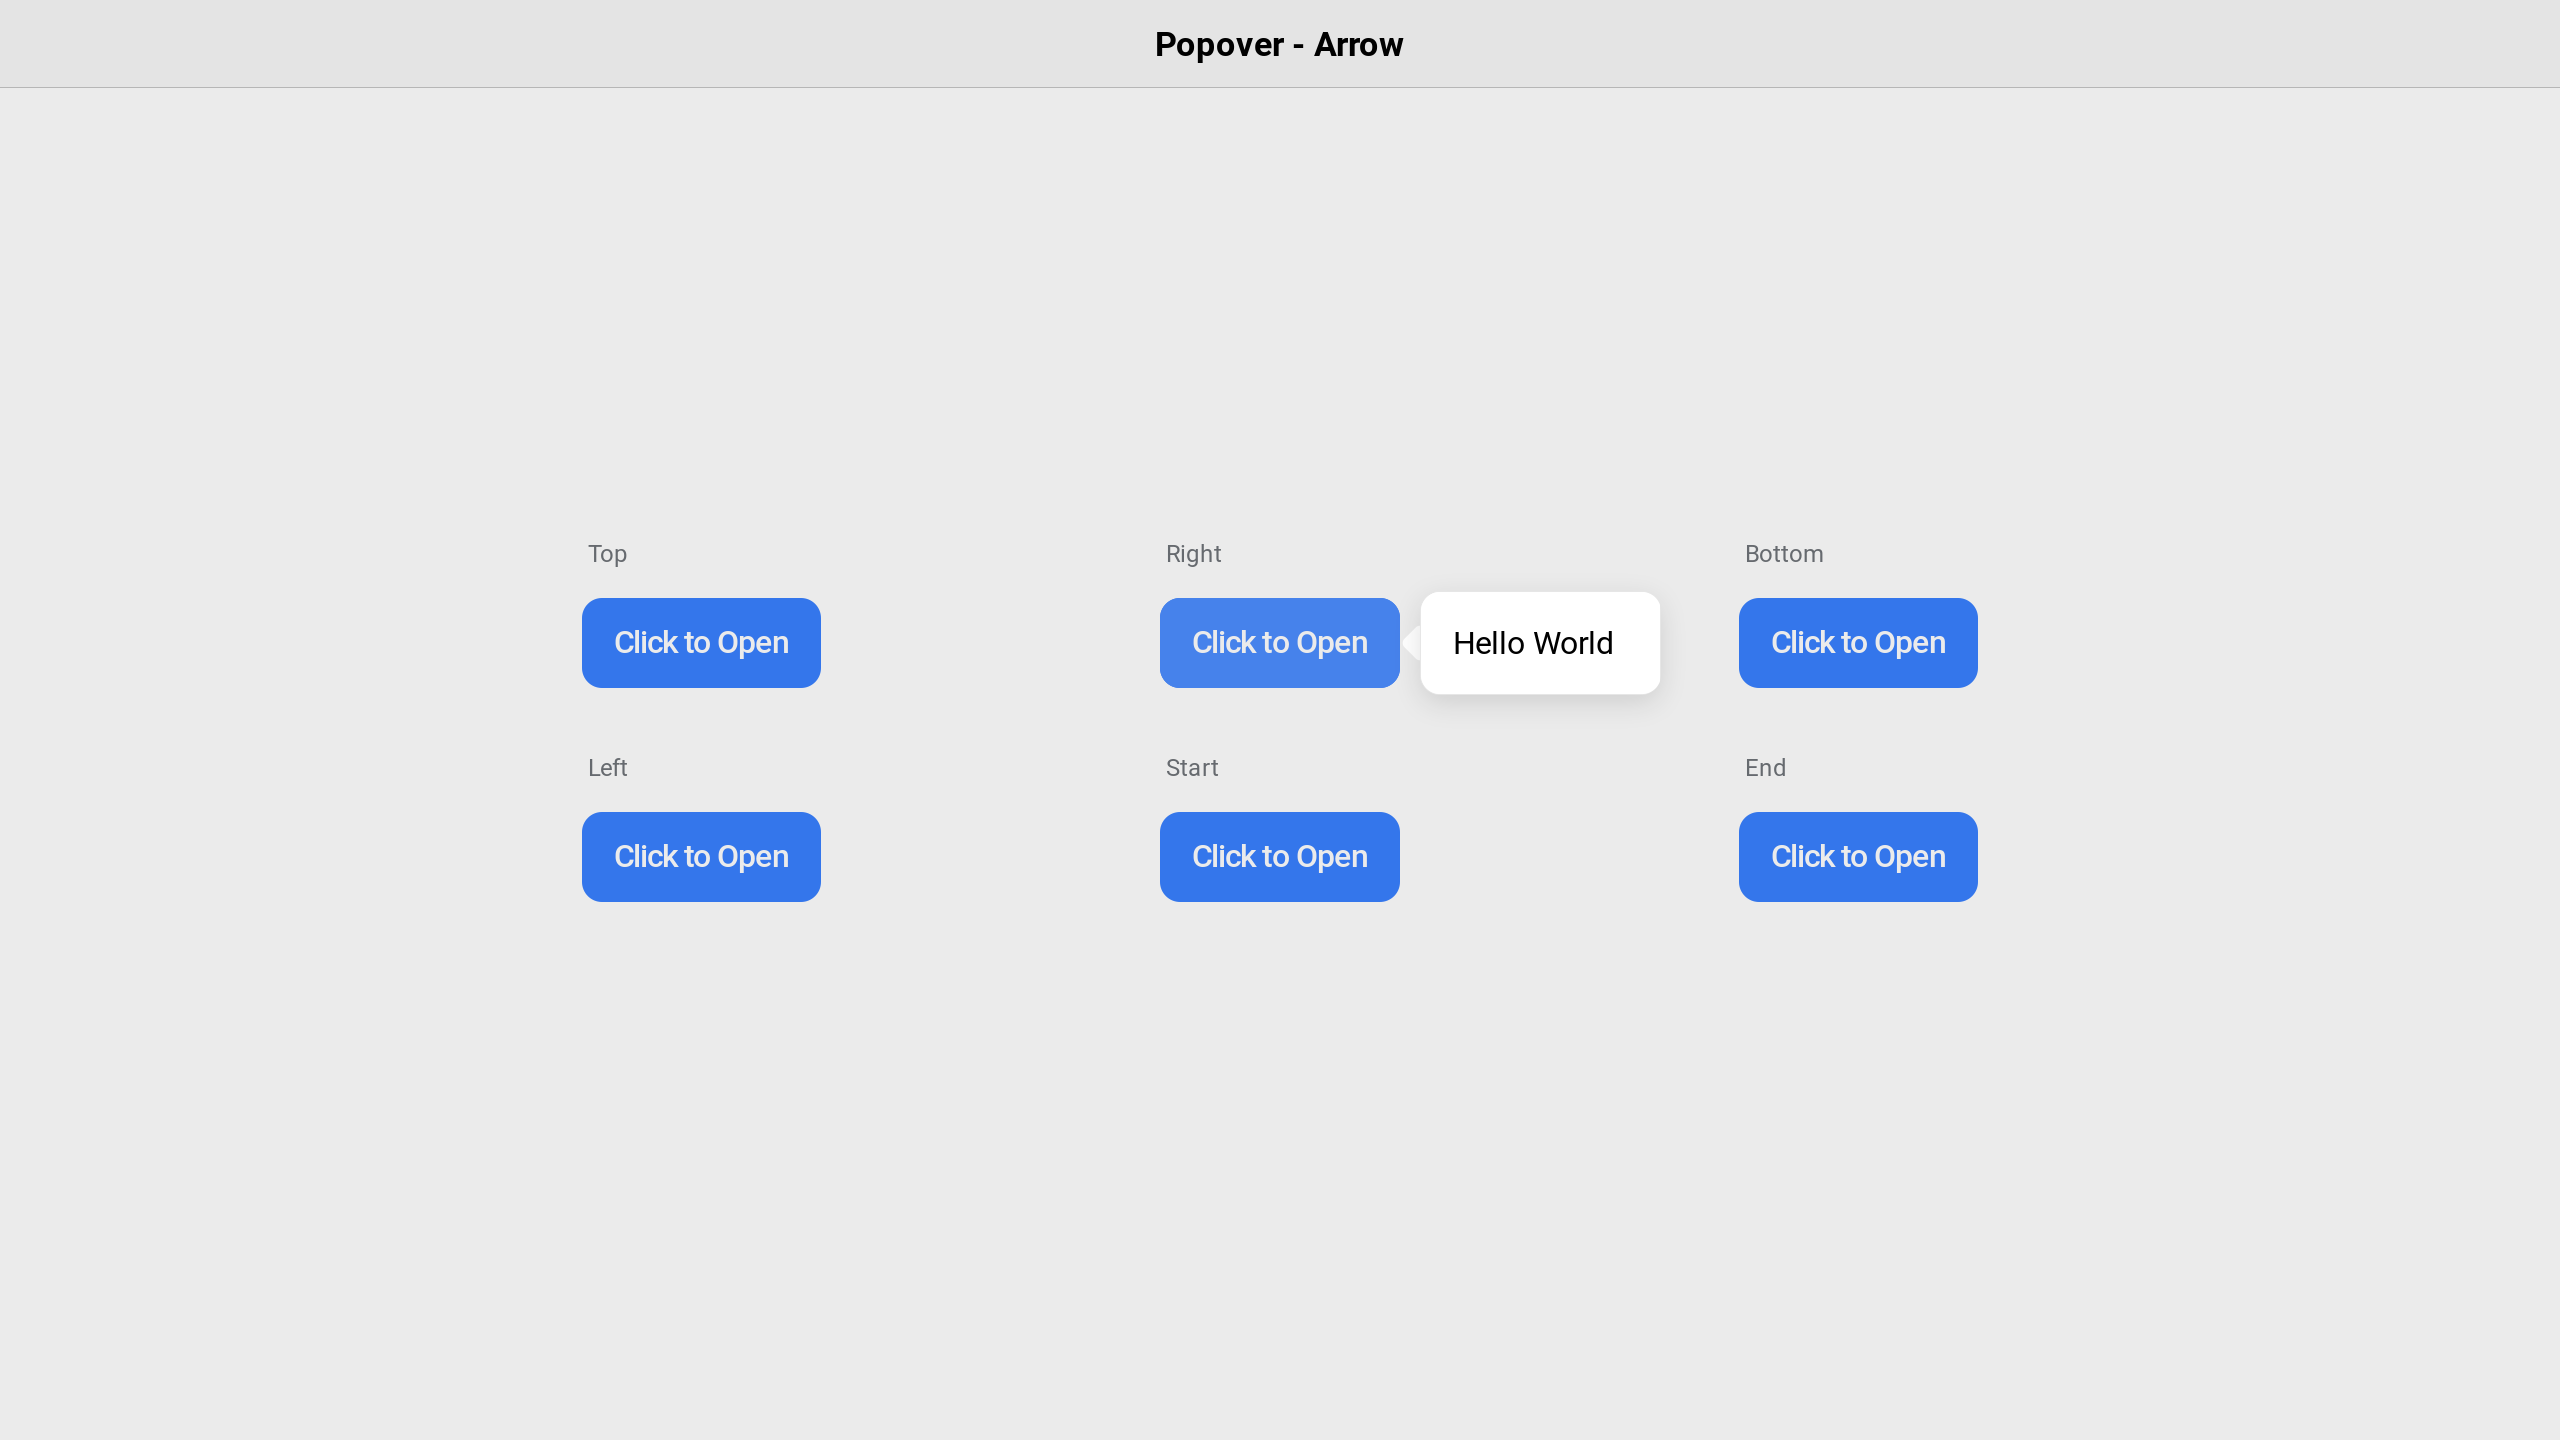 Popover - Arrow
Top
Right
Bottom
Click to Open
Click to Open
Hello World
Click to Open
Left
Start
End
Click to Open
Click to Open
Click to Open